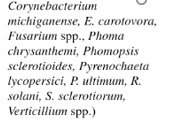 Corynebacterium
michiganense, E. carotovora,
Fusarium spp., Phoma
chrysanthemi, Phomopsis
sclerotioides, Pyrenochaeta
lycopersici, P. ultimum, R.
solani, S. sclerotiorum,
Verticillium spp.)